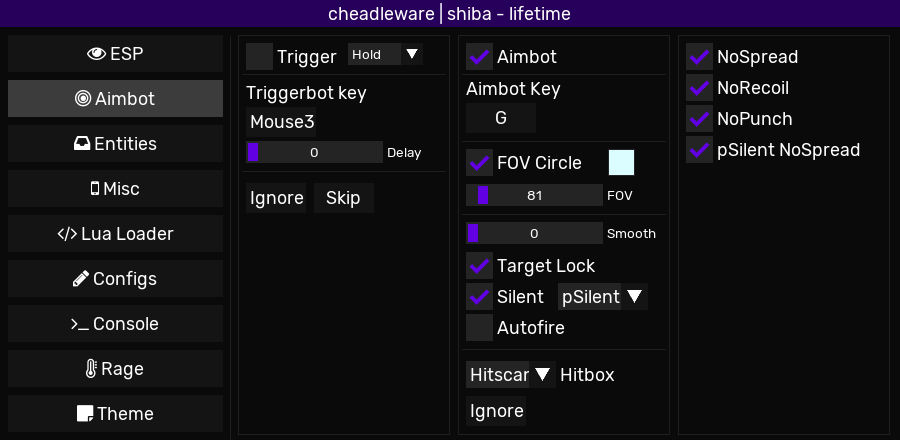 cheadleware | shiba - lifetime
ESP
Aimbot
Entities
Misc
</> Lua Loader
Configs
>_ Console
Rage
Theme
Trigger Hold
Triggerbot key
Mouse3
0 Delay
Ignore Skip
Aimbot
Aimbot Key
G
FOV Circle
81 FOV
0 Smooth
Target Lock
Silent pSilent
Autofire
Hitscar Hitbox
Ignore
NoSpread
NoRecoil
NoPunch
pSilent NoSpread